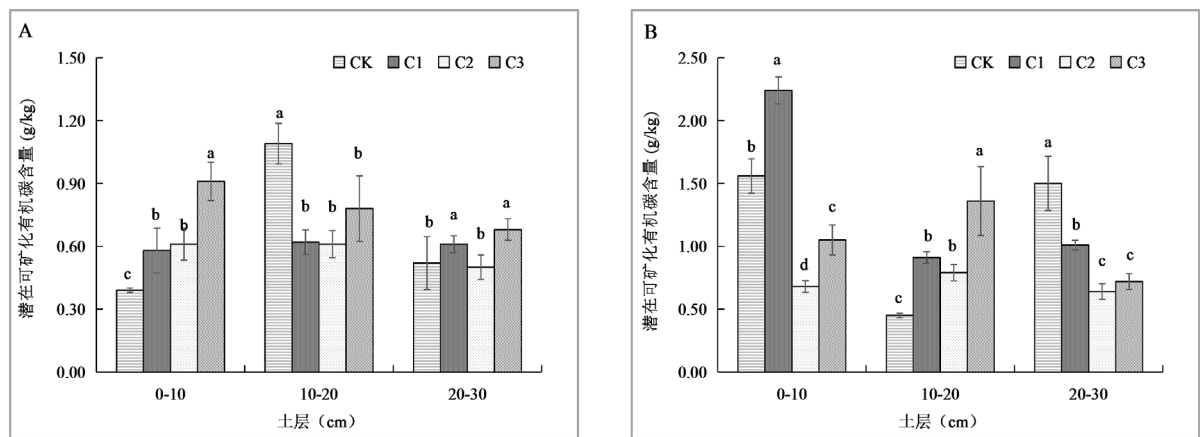 A
1.50
1.20
0.90
0.60
0.30
0.00
潜在可矿化有机碳含量 (g/kg)
CK C1 C2 C3
c b b a
a b b b
b a b a
0-10 10-20 20-30
土层（cm）
B
2.50
2.00
1.50
1.00
0.50
0.00
潜在可矿化有机碳含量 (g/kg)
CK C1 C2 C3
b a d c
c b b a
a b c c
0-10 10-20 20-30
土层（cm）